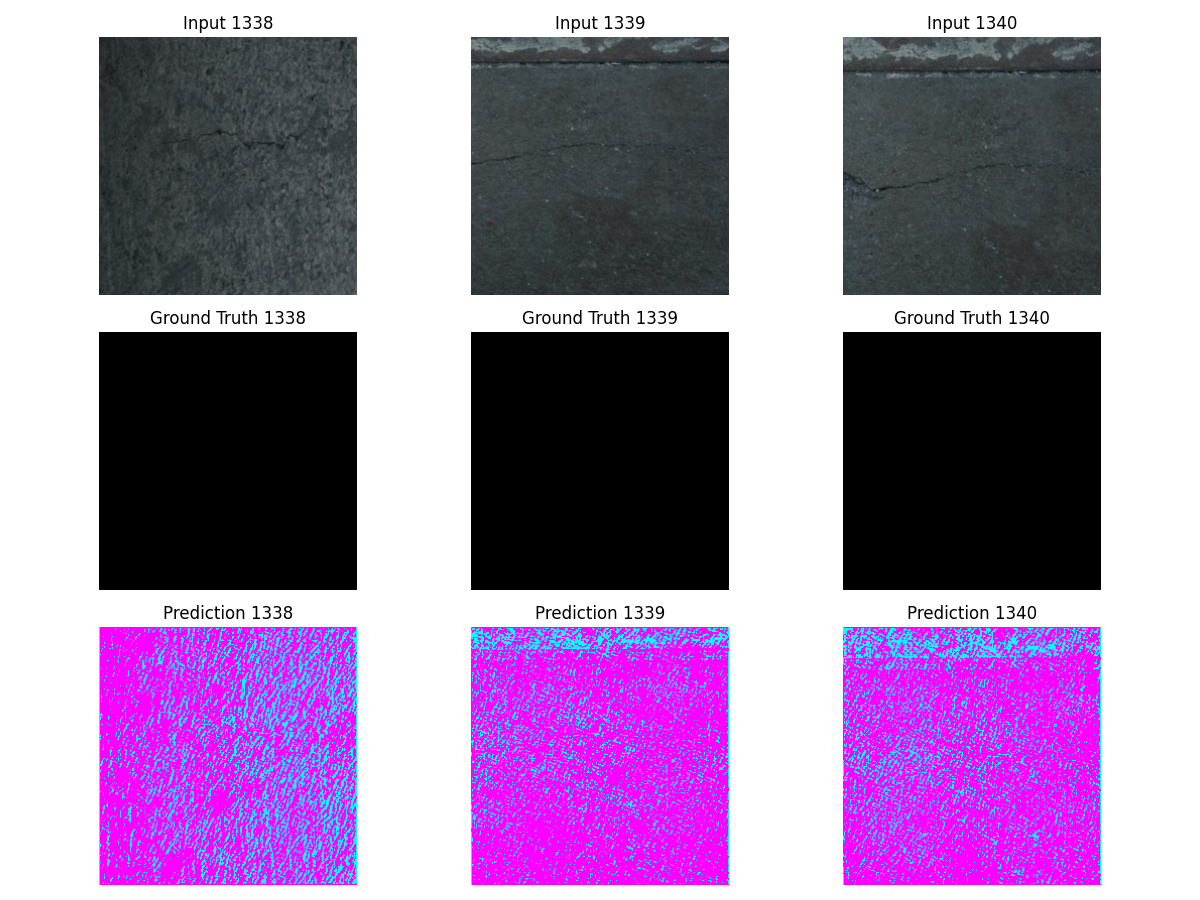 Input 1338
Input 1339
Input 1340
Ground Truth 1338
Ground Truth 1339
Ground Truth 1340
Prediction 1338
Prediction 1339
Prediction 1340